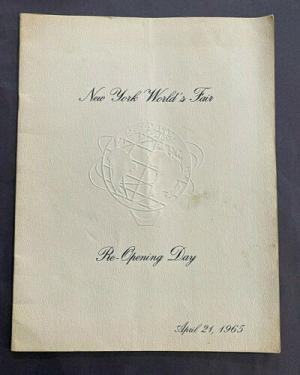 New York World's Fair
Re-Opening Day
April 21, 1965